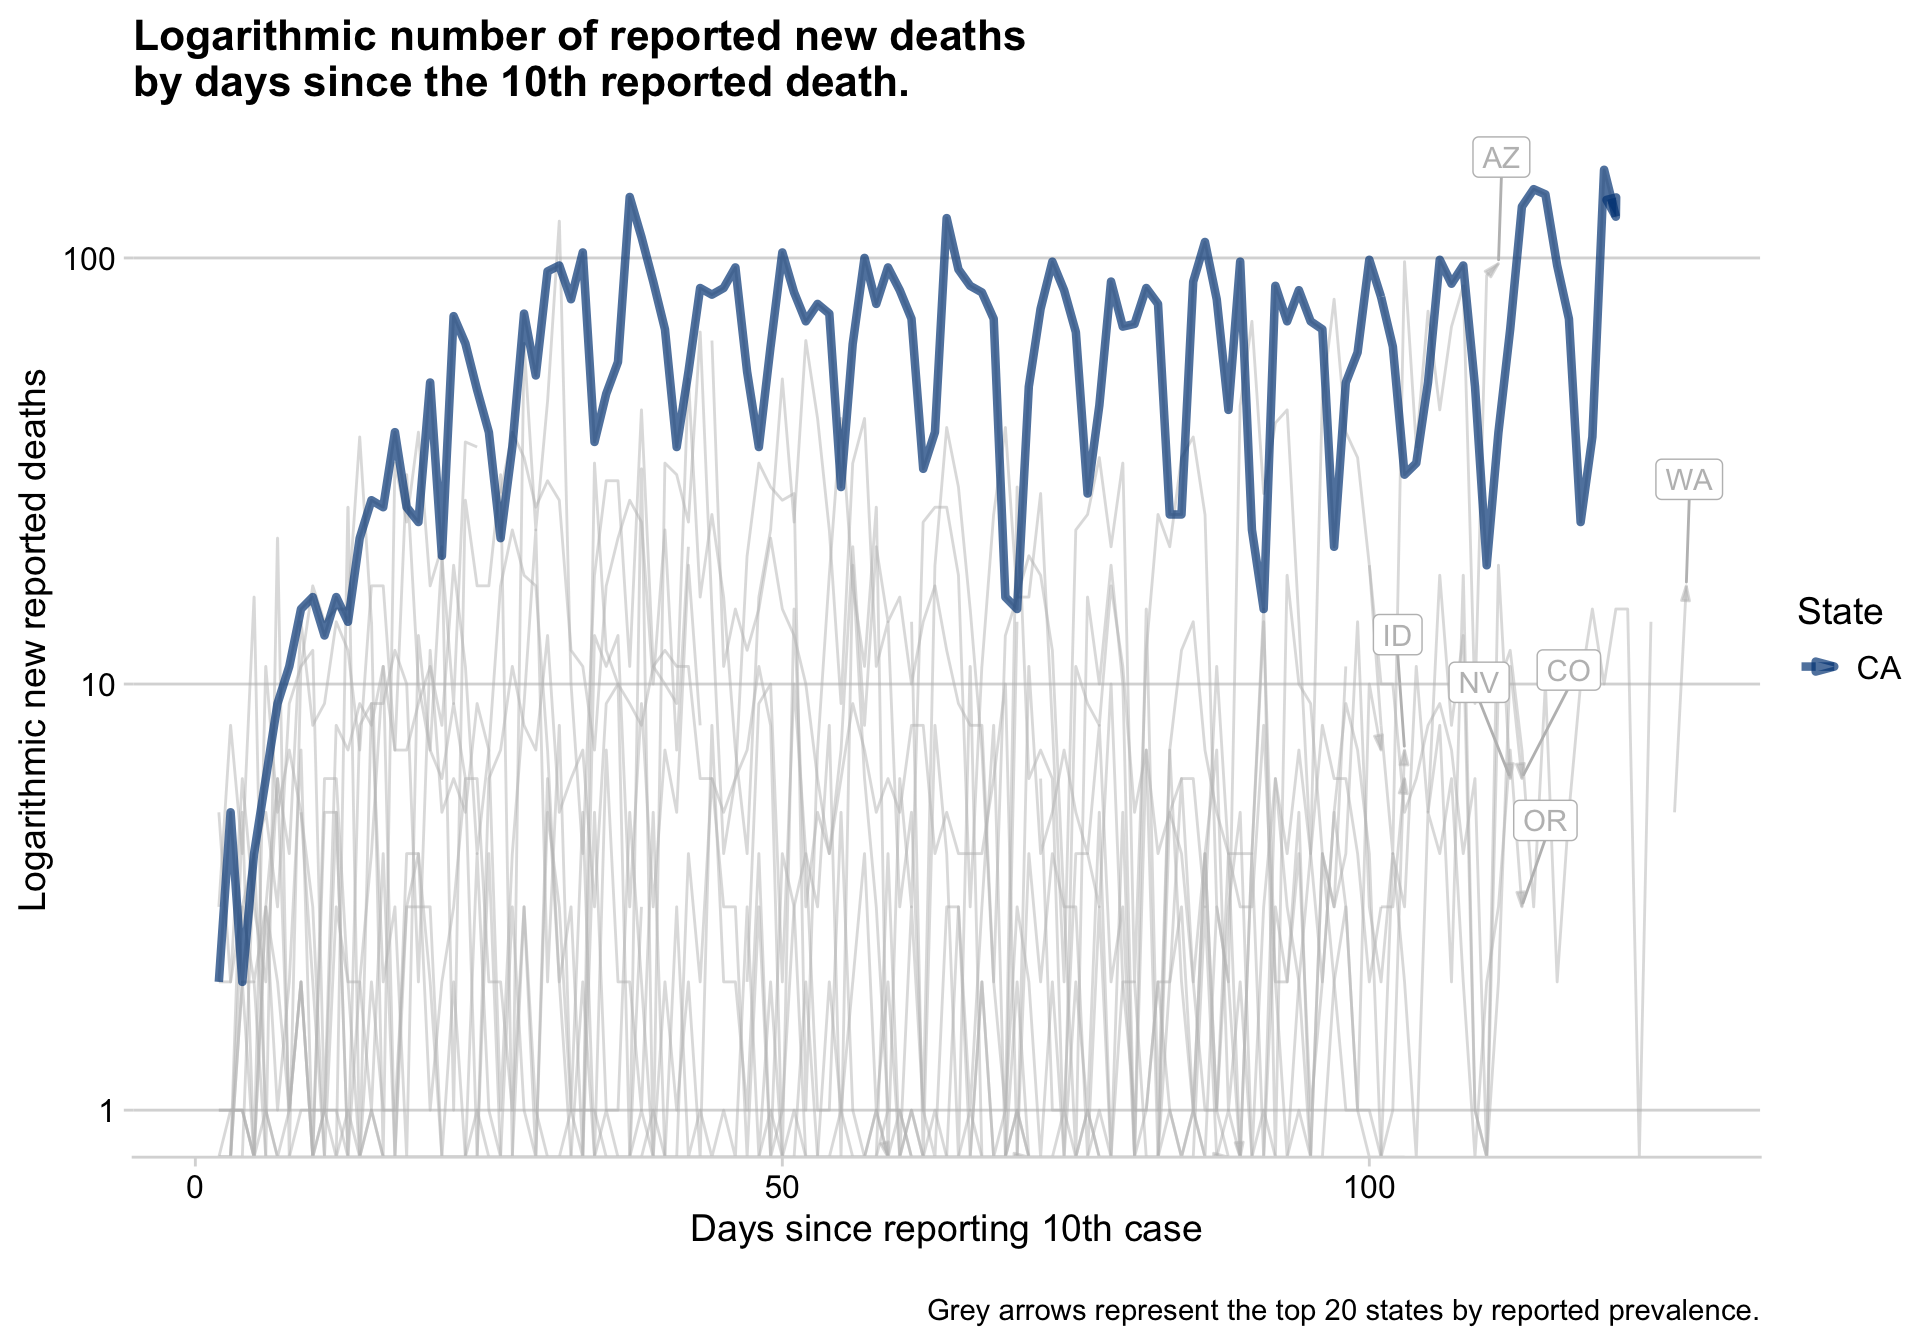 Logarithmic number of reported new deaths
by days since the 10th reported death.
Logarithmic new reported deaths
100
10
1
AZ
WA
ID
NV
CO
OR
State
CA
0
50
100
Days since reporting 10th case
Grey arrows represent the top 20 states by reported prevalence.